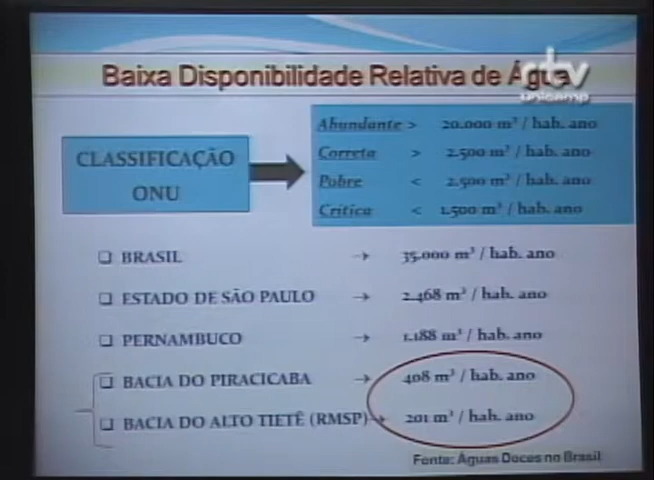 Baixa Disponibilidade Relativa de Água
rtv
unicamp
CLASSIFICAÇÃO
ONU
Abundante > 20.000 m³ / hab. ano
Correta > 2.500 m³ / hab. ano
Pobre < 2.500 m³ / hab. ano
Crítica < 1.500 m³ / hab. ano
❑ BRASIL → 35.000 m³ / hab. ano
❑ ESTADO DE SÃO PAULO → 2.468 m³ / hab. ano
❑ PERNAMBUCO → 1.188 m³ / hab. ano
❑ BACIA DO PIRACICABA → 408 m³ / hab. ano
❑ BACIA DO ALTO TIETÊ (RMSP) → 201 m³ / hab. ano
Fonte: Águas Doces no Brasil